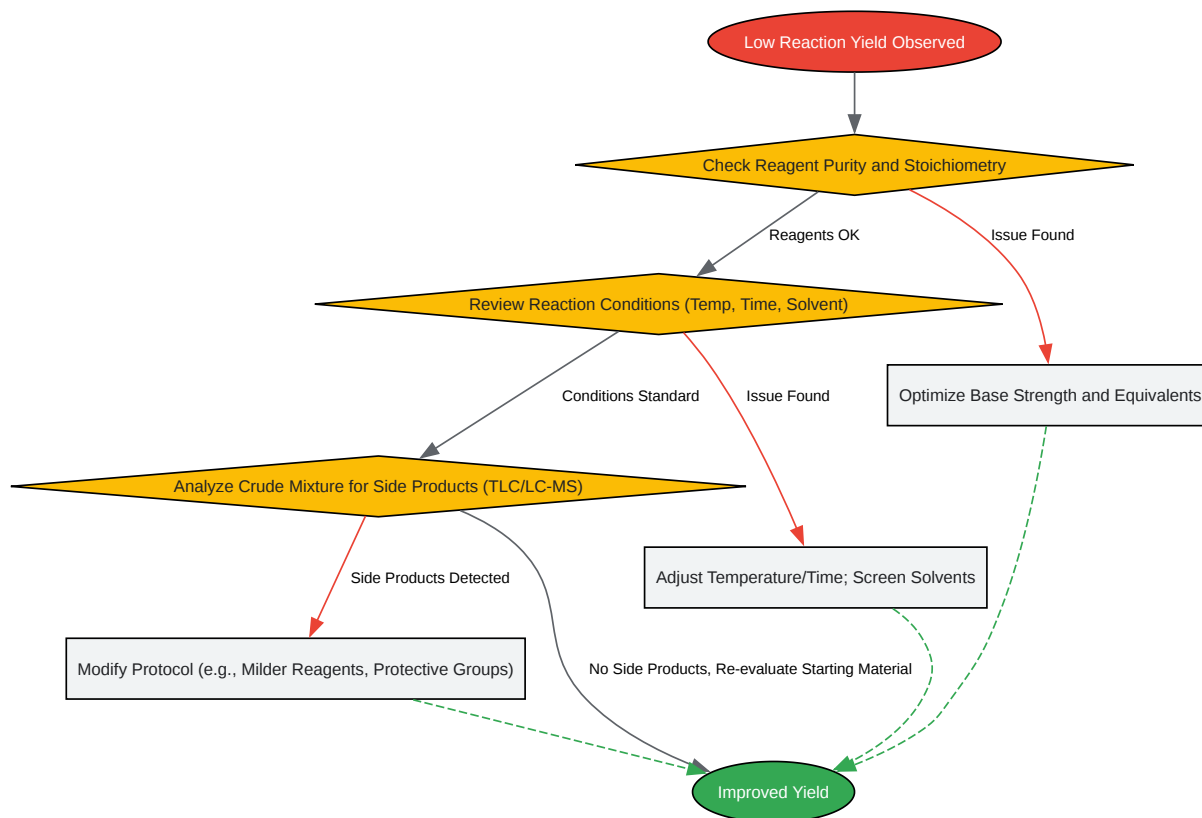 Low Reaction Yield Observed
Check Reagent Purity and Stoichiometry
Reagents OK
Issue Found
Review Reaction Conditions (Temp, Time, Solvent)
Conditions Standard
Issue Found
Optimize Base Strength and Equivalents
Analyze Crude Mixture for Side Products (TLC/LC-MS)
Side Products Detected
Adjust Temperature/Time; Screen Solvents
Modify Protocol (e.g., Milder Reagents, Protective Groups)
No Side Products, Re-evaluate Starting Material
Improved Yield